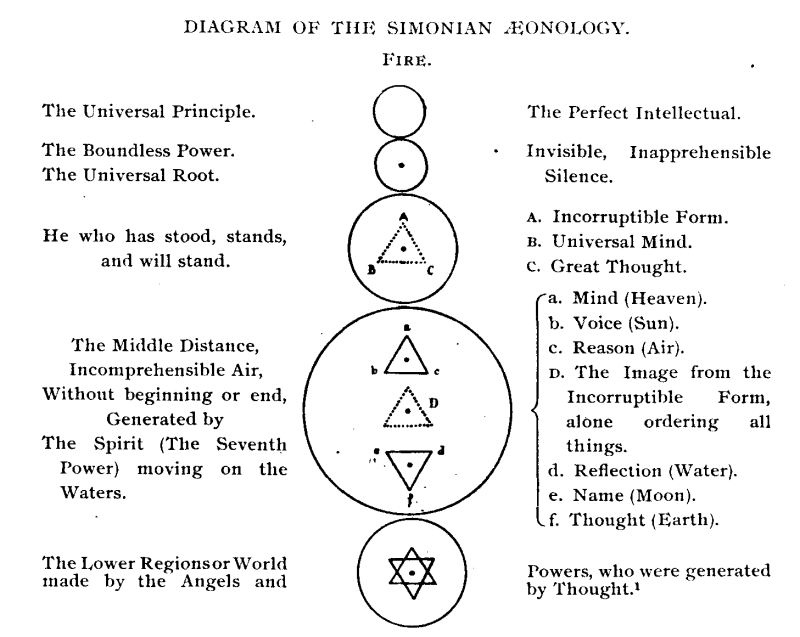 DIAGRAM OF THE SIMONIAN ÆONOLOGY.
FIRE.
The Universal Principle.
The Perfect Intellectual.
The Boundless Power.
The Universal Root.
Invisible, Inapprehensible
Silence.
He who has stood, stands,
and will stand.
A
B
C
A. Incorruptible Form.
B. Universal Mind.
C. Great Thought.
The Middle Distance,
Incomprehensible Air,
Without beginning or end,
Generated by
The Spirit (The Seventh
Power) moving on the
Waters.
a
b
c
D
e
d
f
a. Mind (Heaven).
b. Voice (Sun).
c. Reason (Air).
D. The Image from the
Incorruptible Form,
alone ordering all
things.
d. Reflection (Water).
e. Name (Moon).
f. Thought (Earth).
The Lower Regions or World
made by the Angels and
Powers, who were generated
by Thought.¹